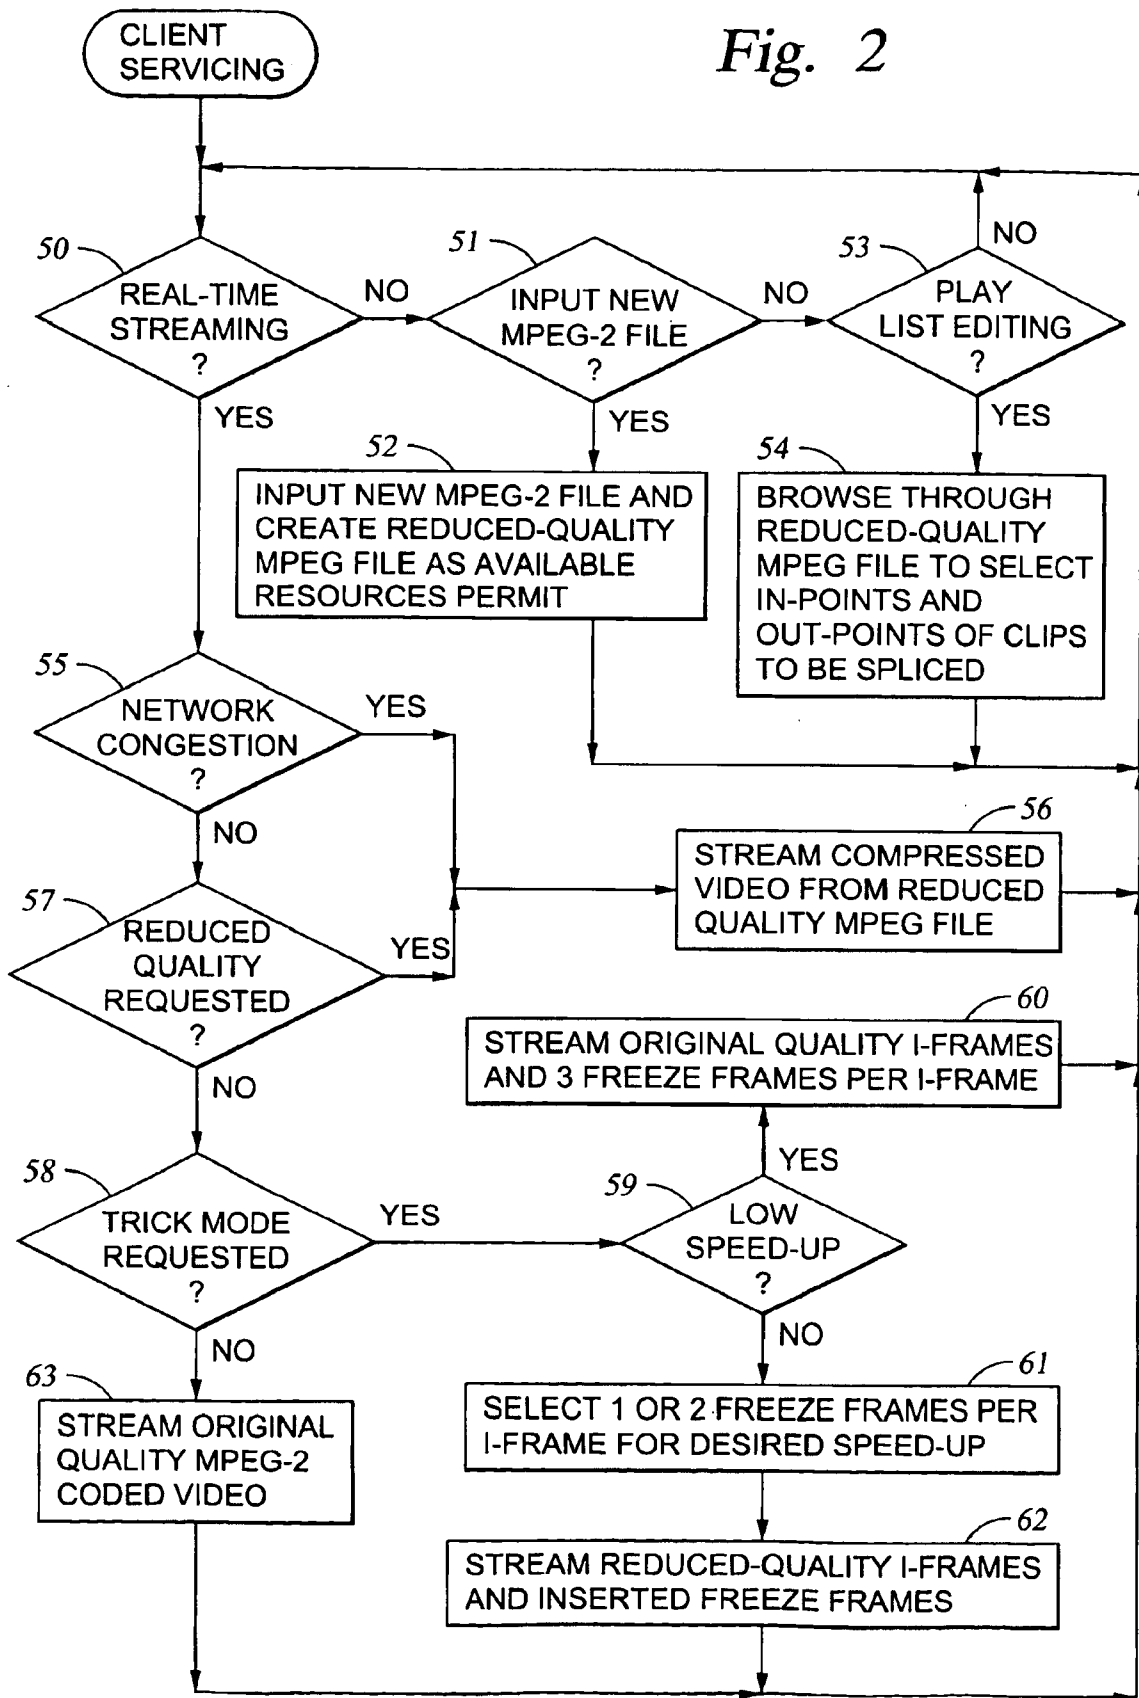 CLIENT
SERVICING
Fig. 2
50
REAL-TIME
STREAMING
?
NO
YES
51
INPUT NEW
MPEG-2 FILE
?
NO
YES
53
NO
PLAY
LIST EDITING
?
YES
52
INPUT NEW MPEG-2 FILE AND
CREATE REDUCED-QUALITY
MPEG FILE AS AVAILABLE
RESOURCES PERMIT
54
BROWSE THROUGH
REDUCED-QUALITY
MPEG FILE TO SELECT
IN-POINTS AND
OUT-POINTS OF CLIPS
TO BE SPLICED
55
NETWORK
CONGESTION
?
YES
NO
56
STREAM COMPRESSED
VIDEO FROM REDUCED
QUALITY MPEG FILE
57
REDUCED
QUALITY
REQUESTED
?
YES
NO
60
STREAM ORIGINAL QUALITY I-FRAMES
AND 3 FREEZE FRAMES PER I-FRAME
58
TRICK MODE
REQUESTED
?
YES
NO
59
YES
LOW
SPEED-UP
?
NO
63
STREAM ORIGINAL
QUALITY MPEG-2
CODED VIDEO
61
SELECT 1 OR 2 FREEZE FRAMES PER
I-FRAME FOR DESIRED SPEED-UP
62
STREAM REDUCED-QUALITY I-FRAMES
AND INSERTED FREEZE FRAMES